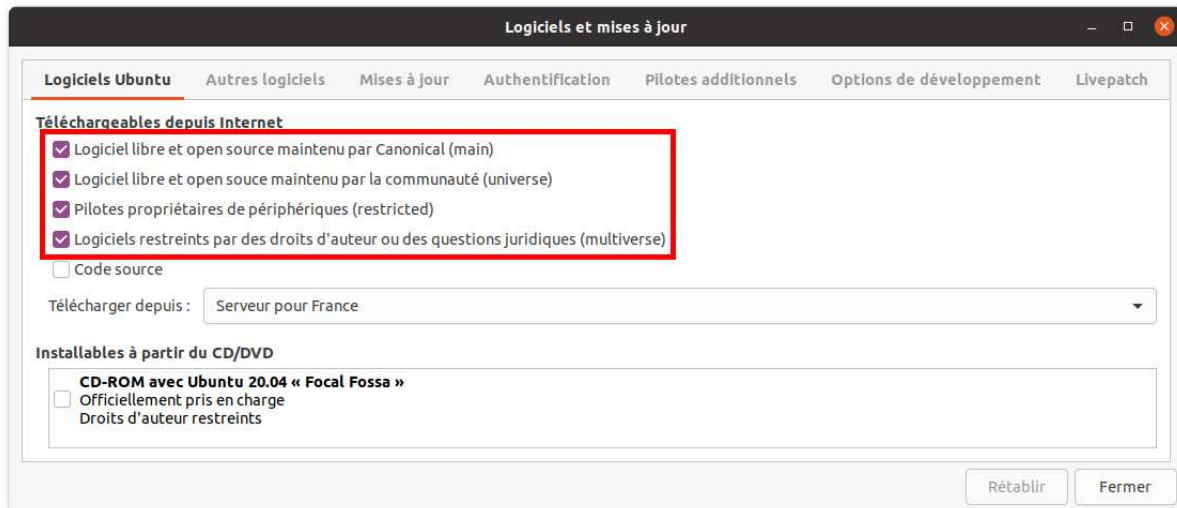 Logiciels et mises à jour
Logiciels Ubuntu Autres logiciels Mises à jour Authentification Pilotes additionnels Options de développement Livepatch
Téléchargeables depuis Internet
Logiciel libre et open source maintenu par Canonical (main)
Logiciel libre et open souce maintenu par la communauté (universe)
Pilotes propriétaires de périphériques (restricted)
Logiciels restreints par des droits d'auteur ou des questions juridiques (multiverse)
Code source
Télécharger depuis : Serveur pour France
Installables à partir du CD/DVD
CD-ROM avec Ubuntu 20.04 « Focal Fossa »
Officiellement pris en charge
Droits d'auteur restreints
Rétablir Fermer